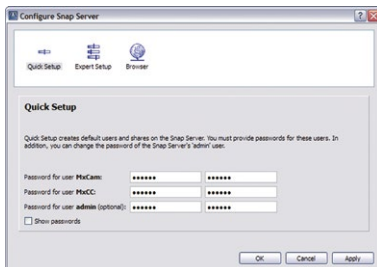 Configure Snap Server
Quick Setup
Expert Setup
Browser
Quick Setup
Quick Setup creates default users and shares on the Snap Server. You must provide passwords for these users. In
addition, you can change the password of the Snap Server's 'admin' user.
Password for user MxCam: •••••• ••••••
Password for user MxCC: •••••• ••••••
Password for user admin (optional): •••••• ••••••
Show passwords
OK
Cancel
Apply